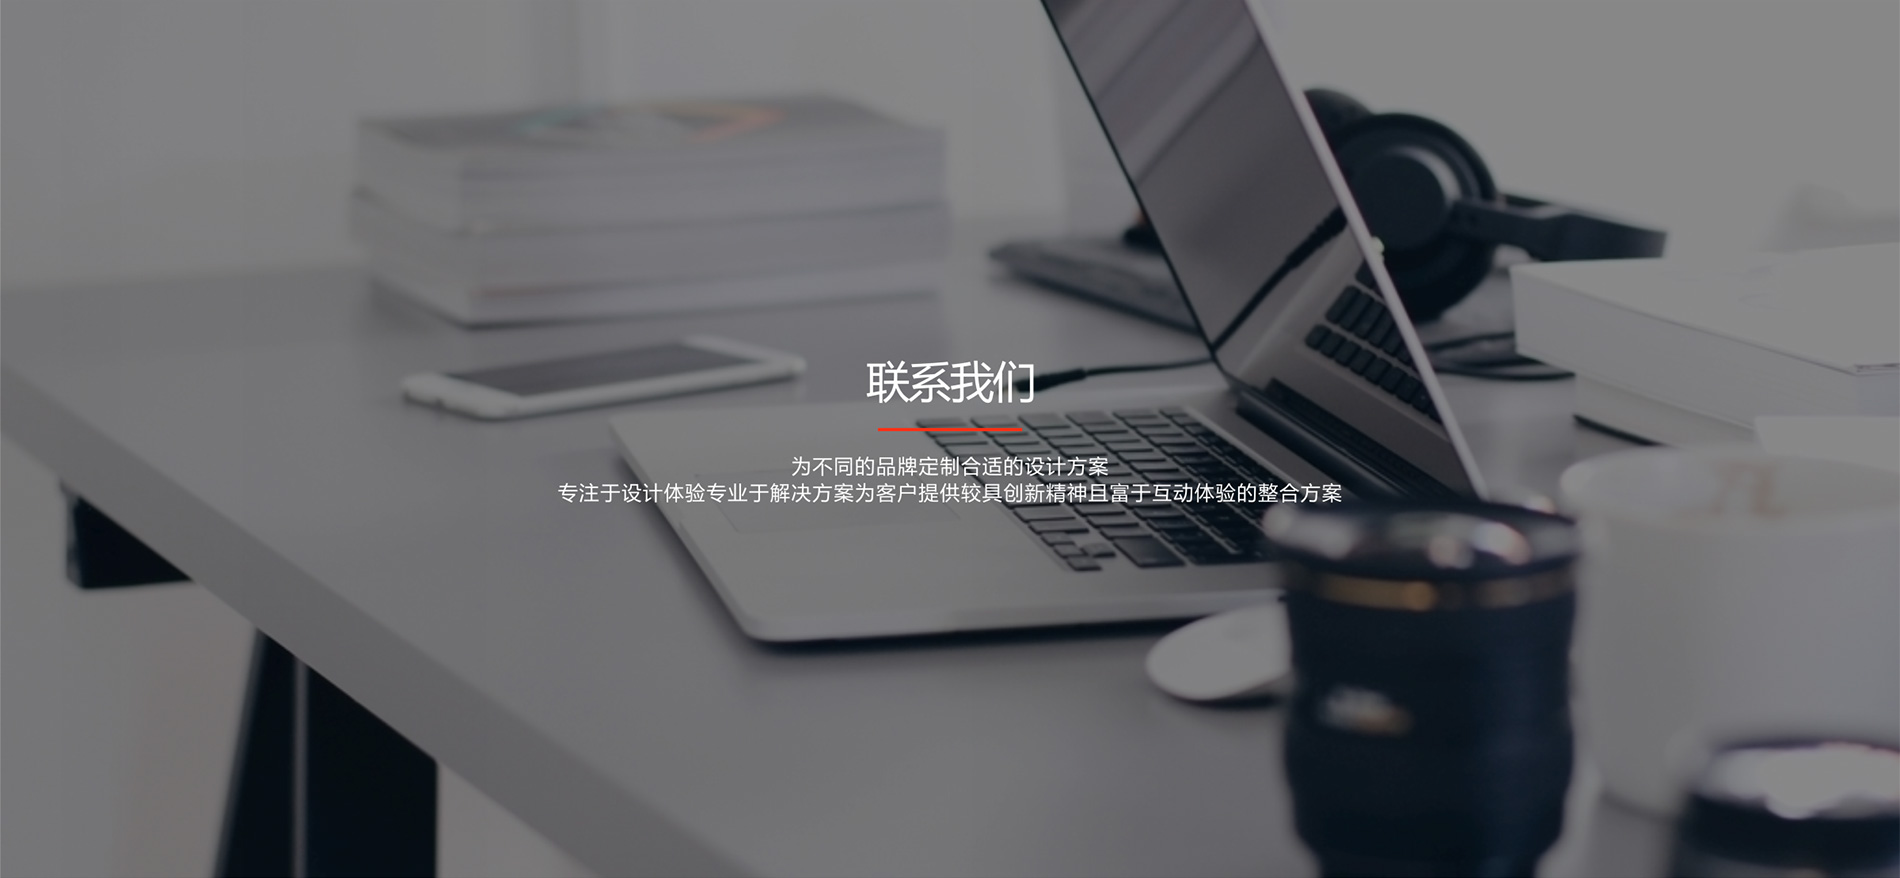 联系我们
为不同的品牌定制合适的设计方案
专注于设计体验专业于解决方案为客户提供较具创新精神且富于互动体验的整合方案